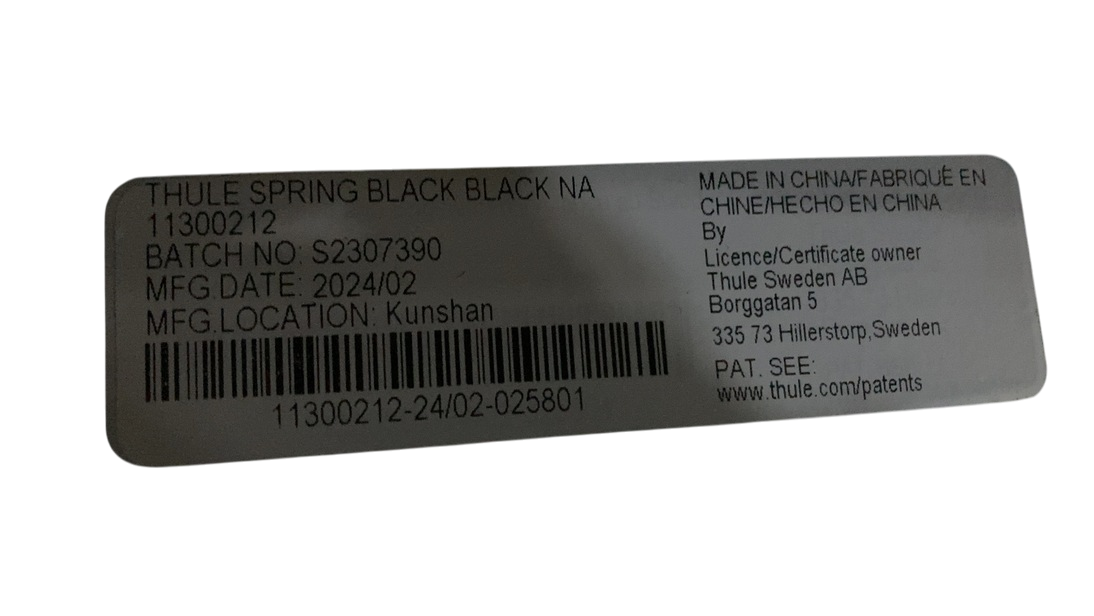 THULE SPRING BLACK BLACK NA
11300212
BATCH NO: S2307390
MFG.DATE: 2024/02
MFG.LOCATION: Kunshan
11300212-24/02-025801
MADE IN CHINA/FABRIQUÉ EN
CHINE/HECHO EN CHINA
By
Licence/Certificate owner
Thule Sweden AB
Borggatan 5
335 73 Hillerstorp,Sweden
PAT. SEE:
www.thule.com/patents